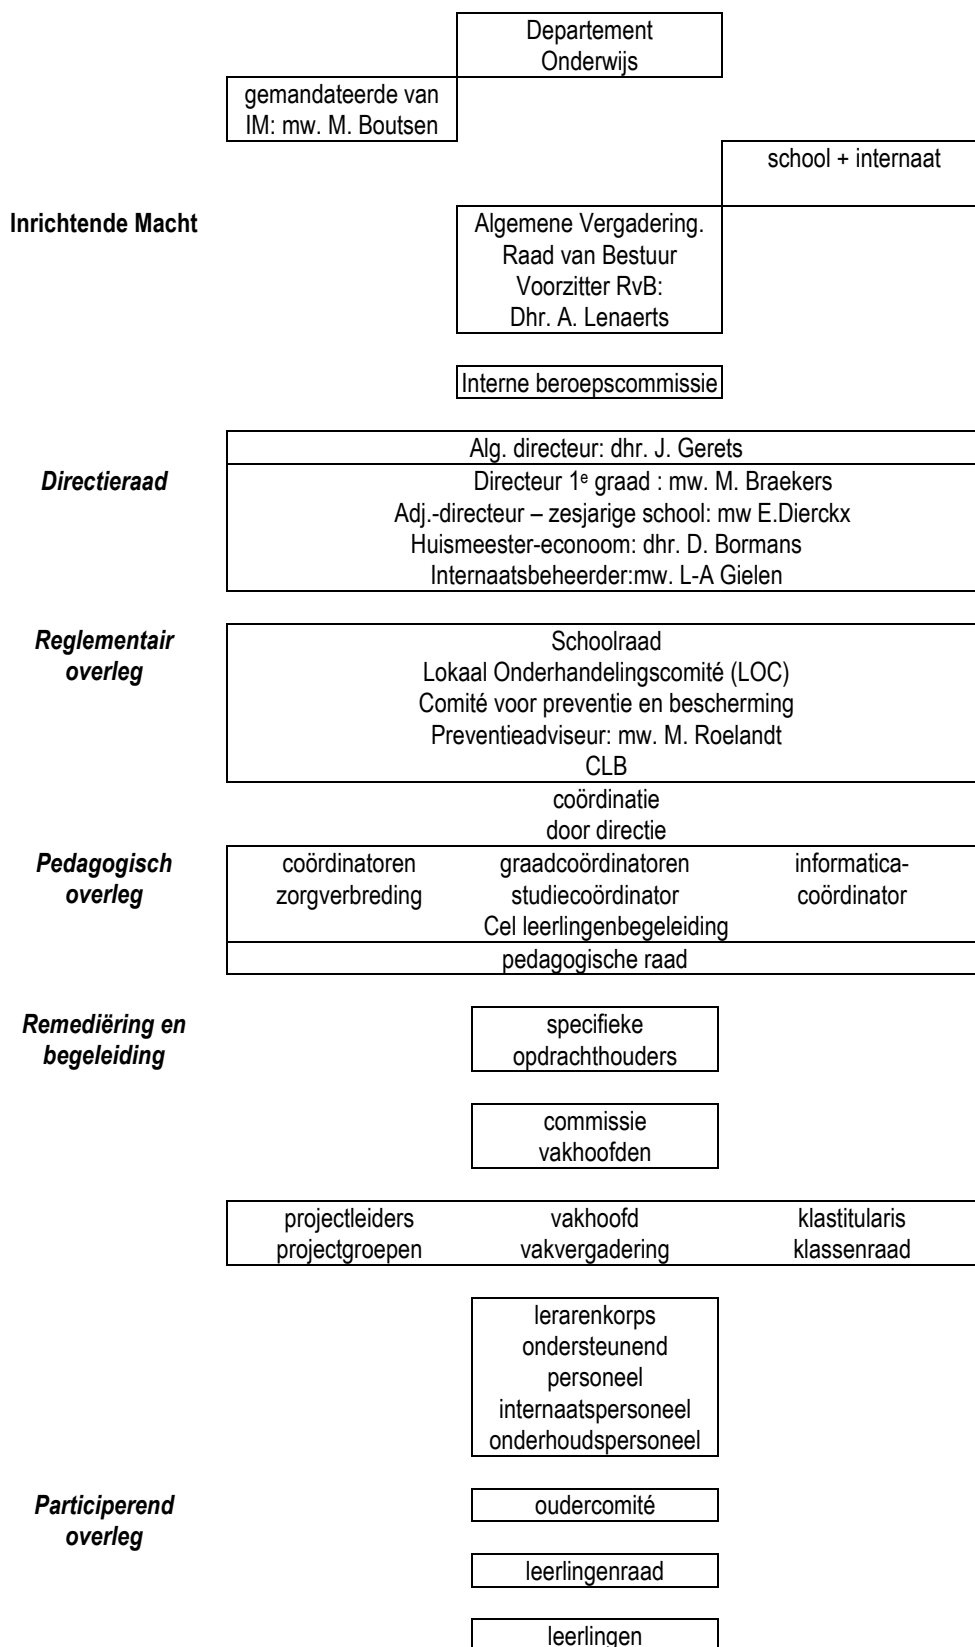 Departement
Onderwijs
gemandateerde van
IM: mw. M. Boutsen
school + internaat
Inrichtende Macht
Algemene Vergadering.
Raad van Bestuur
Voorzitter RvB:
Dhr. A. Lenaerts
Interne beroepscommissie
Alg. directeur: dhr. J. Gerets
Directieraad
Directeur 1e graad : mw. M. Braekers
Adj.-directeur – zesjarige school: mw E.Dierckx
Huismeester-econoom: dhr. D. Bormans
Internaatsbeheerder:mw. L-A Gielen
Reglementair
overleg
Schoolraad
Lokaal Onderhandelingscomité (LOC)
Comité voor preventie en bescherming
Preventieadviseur: mw. M. Roelandt
CLB
coördinatie
door directie
Pedagogisch
overleg
coördinatoren
zorgverbreding
graadcoördinatoren
studiecoördinator
Cel leerlingenbegeleiding
informatica-
coördinator
pedagogische raad
Remediëring en
begeleiding
specifieke
opdrachthouders
commissie
vakhoofden
projectleiders
projectgroepen
vakhoofd
vakvergadering
klastitularis
klassenraad
lerarenkorps
ondersteunend
personeel
internaatspersoneel
onderhoudspersoneel
Participerend
overleg
oudercomité
leerlingenraad
leerlingen